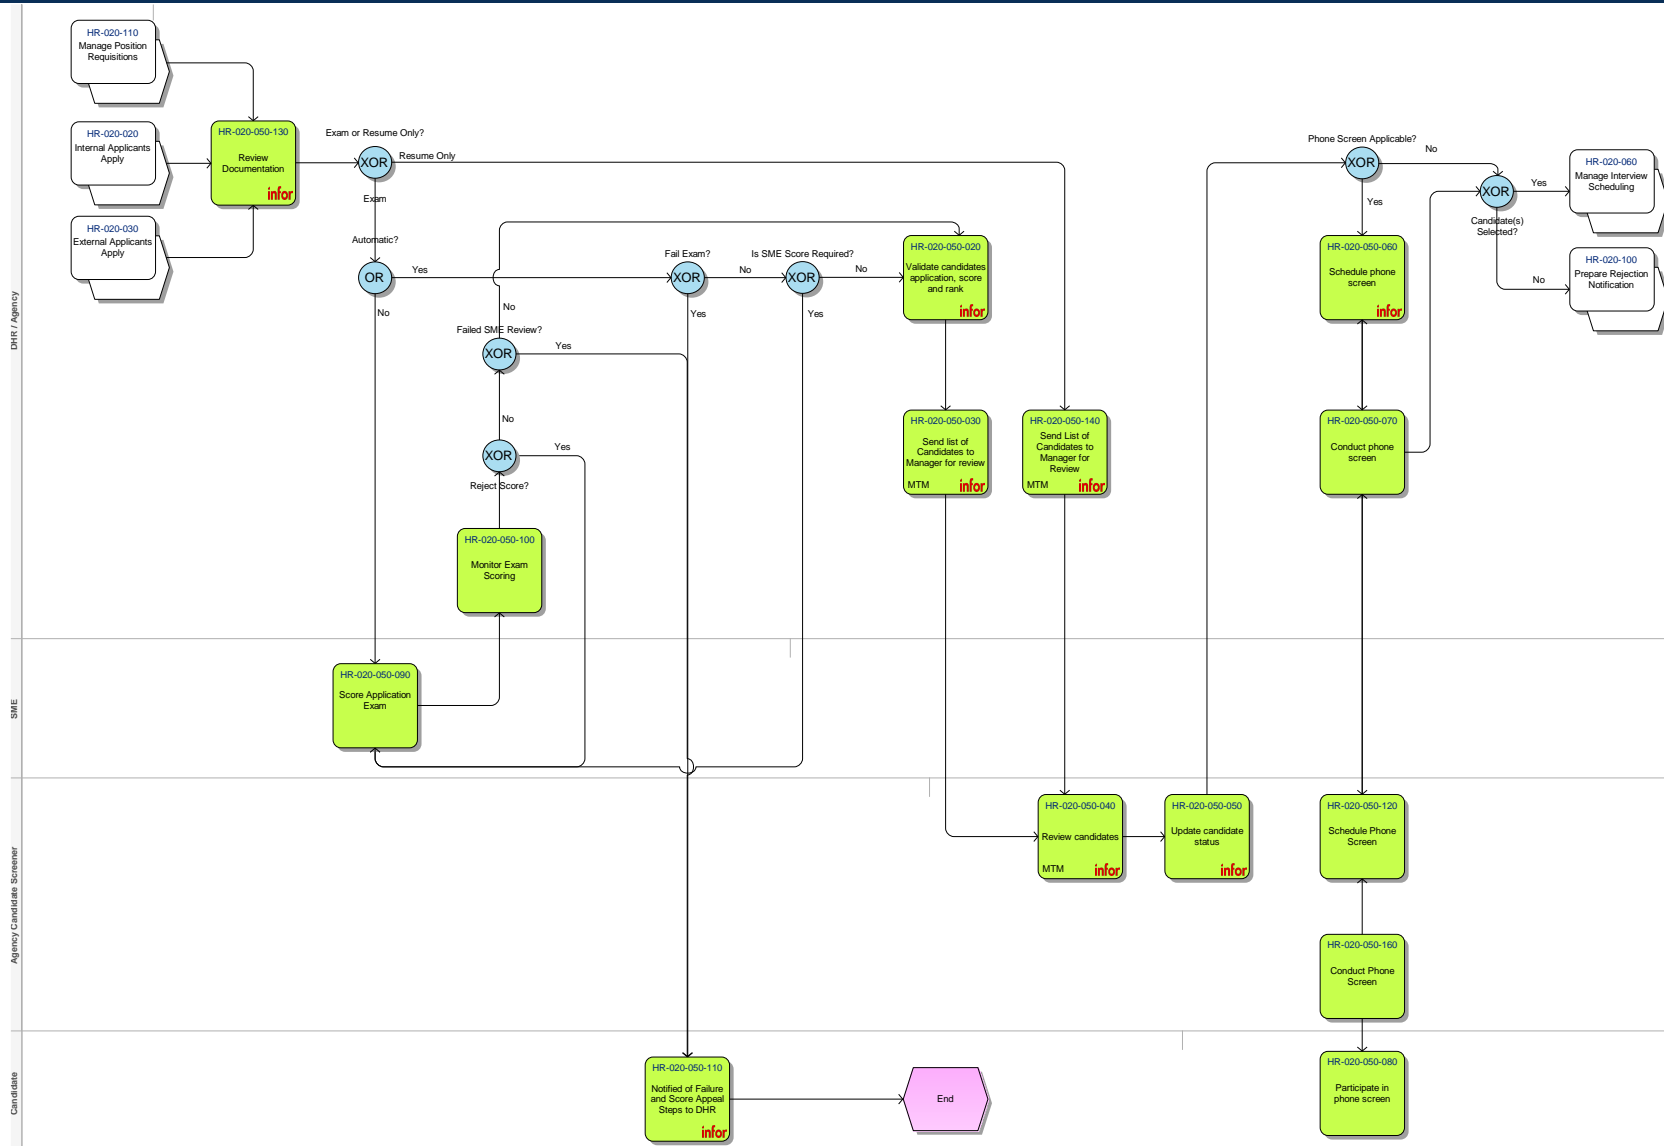 DHR / Agency
HR-020-110
Manage Position
Requisitions
HR-020-020
Internal Applicants
Apply
HR-020-030
External Applicants
Apply
HR-020-050-130
Review
Documentation
infor
Exam or Resume Only?
XOR
Resume Only
Exam
Automatic?
OR
Yes
No
Fail Exam?
XOR
No
Yes
Is SME Score Required?
XOR
No
Yes
HR-020-050-020
Validate candidates
application, score
and rank
infor
No
Failed SME Review?
XOR
Yes
No
XOR
Yes
Reject Score?
HR-020-050-100
Monitor Exam
Scoring
HR-020-050-030
Send list of
Candidates to
Manager for review
MTM
infor
HR-020-050-140
Send List of
Candidates to
Manager for
Review
MTM
infor
Phone Screen Applicable?
XOR
No
Yes
XOR
Yes
Candidate(s)
Selected?
No
HR-020-060
Manage Interview
Scheduling
HR-020-100
Prepare Rejection
Notification
HR-020-050-060
Schedule phone
screen
infor
HR-020-050-070
Conduct phone
screen
SME
HR-020-050-090
Score Application
Exam
Agency Candidate Screener
HR-020-050-040
Review candidates
MTM
infor
HR-020-050-050
Update candidate
status
infor
HR-020-050-120
Schedule Phone
Screen
HR-020-050-160
Conduct Phone
Screen
Candidate
HR-020-050-110
Notified of Failure
and Score Appeal
Steps to DHR
infor
End
HR-020-050-080
Participate in
phone screen